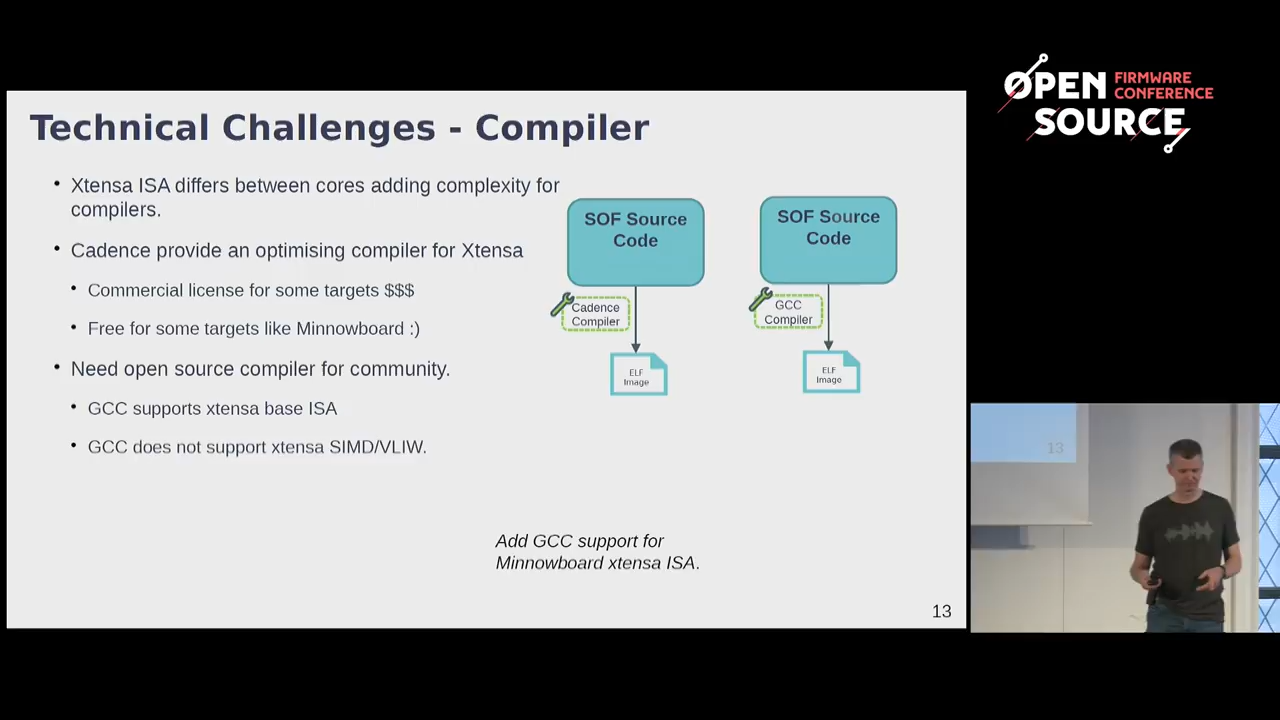 OPEN FIRMWARE
CONFERENCE
SOURCE
Technical Challenges - Compiler
• Xtensa ISA differs between cores adding complexity for
compilers.
• Cadence provide an optimising compiler for Xtensa
• Commercial license for some targets $$$
• Free for some targets like Minnowboard :)
• Need open source compiler for community.
• GCC supports xtensa base ISA
• GCC does not support xtensa SIMD/VLIW.
SOF Source
Code
Cadence
Compiler
ELF
Image
SOF Source
Code
GCC
Compiler
ELF
Image
Add GCC support for
Minnowboard xtensa ISA.
13
13